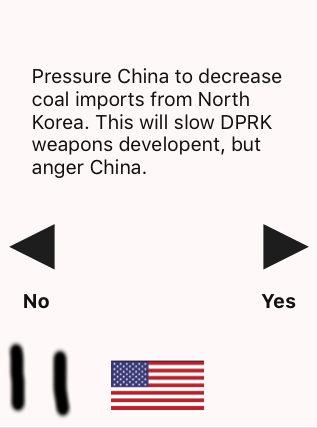 Pressure China to decrease
coal imports from North
Korea. This will slow DPRK
weapons developent, but
anger China.
No
Yes